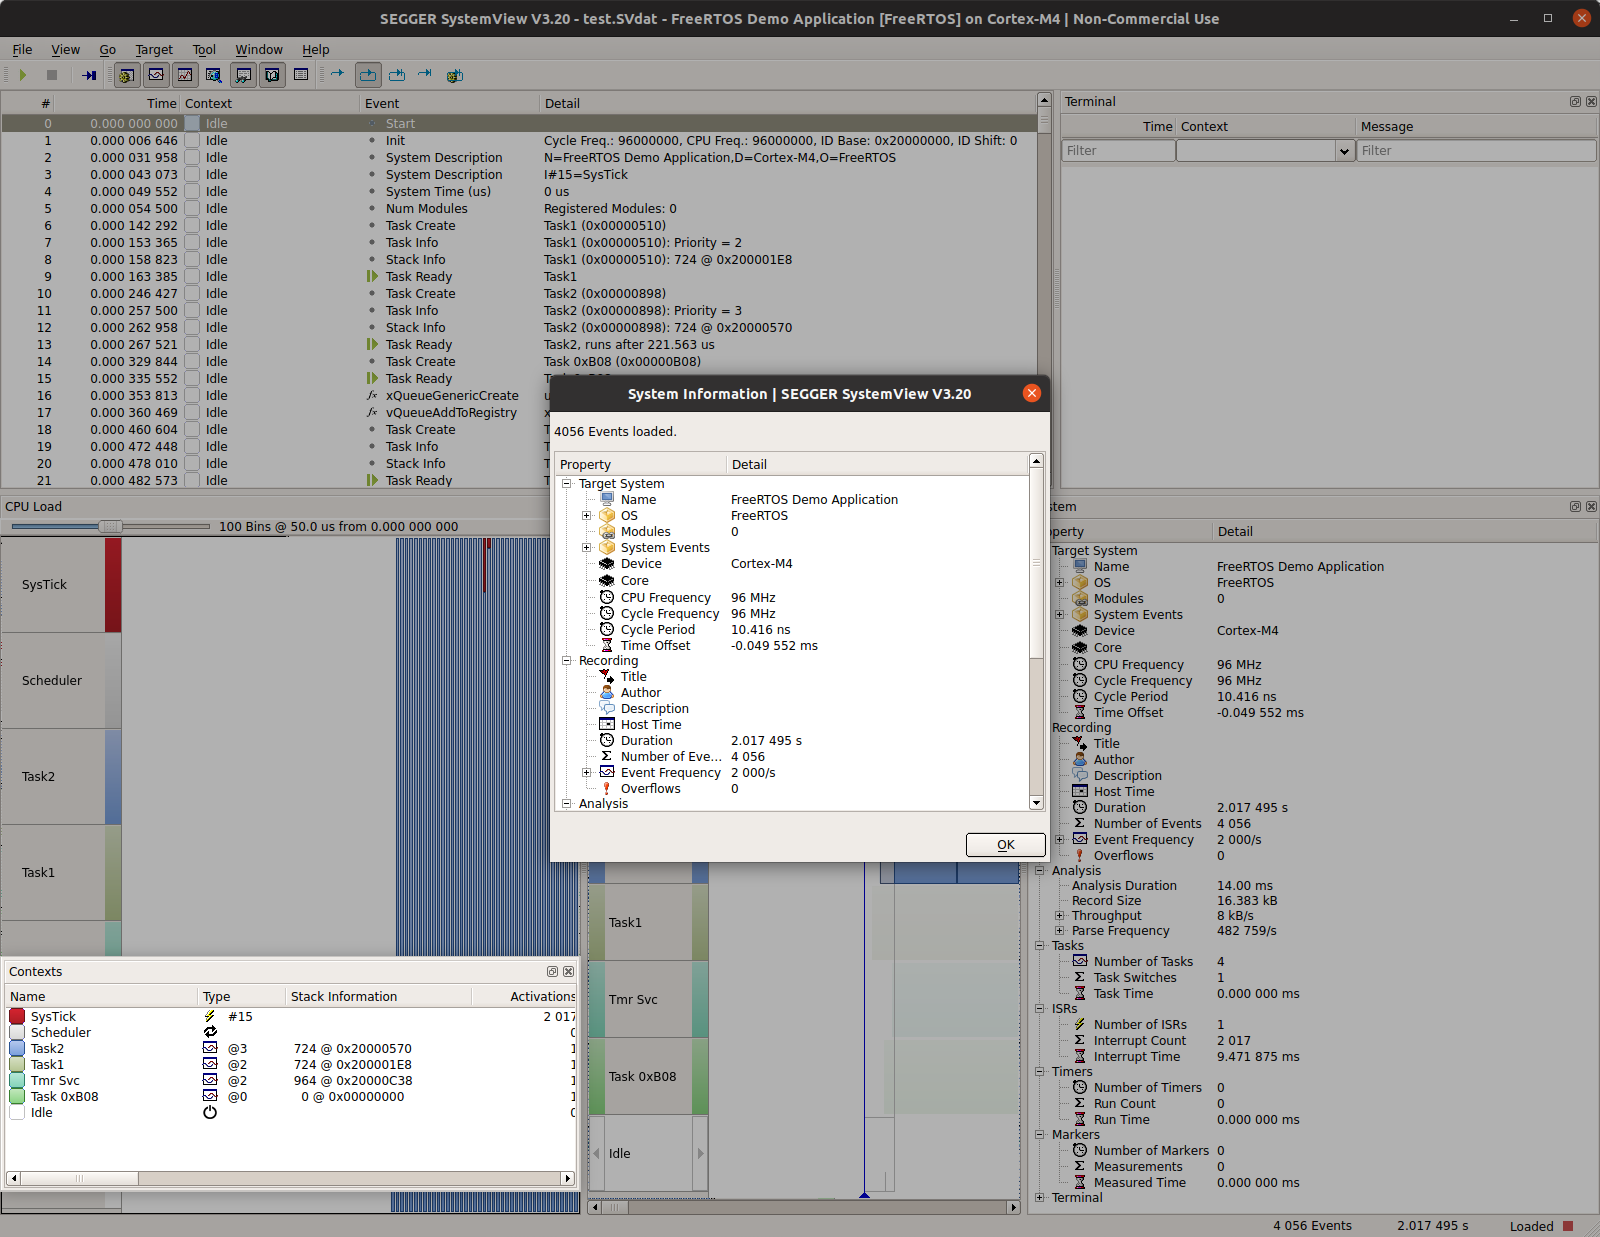 SEGGER SystemView V3.20 - test.SVdat - FreeRTOS Demo Application [FreeRTOS] on Cortex-M4 | Non-Commercial Use
File View Go Target Tool Window Help
# Time Context Event Detail
0 0.000 000 000 Idle Start
1 0.000 006 646 Idle Init Cycle Freq.: 96000000, CPU Freq.: 96000000, ID Base: 0x20000000, ID Shift: 0
2 0.000 031 958 Idle System Description N=FreeRTOS Demo Application,D=Cortex-M4,O=FreeRTOS
3 0.000 043 073 Idle System Description I#15=SysTick
4 0.000 049 552 Idle System Time (us) 0 us
5 0.000 054 500 Idle Num Modules Registered Modules: 0
6 0.000 142 292 Idle Task Create Task1 (0x00000510)
7 0.000 153 365 Idle Task Info Task1 (0x00000510): Priority = 2
8 0.000 158 823 Idle Stack Info Task1 (0x00000510): 724 @ 0x200001E8
9 0.000 163 385 Idle Task Ready Task1
10 0.000 246 427 Idle Task Create Task2 (0x00000898)
11 0.000 257 500 Idle Task Info Task2 (0x00000898): Priority = 3
12 0.000 262 958 Idle Stack Info Task2 (0x00000898): 724 @ 0x20000570
13 0.000 267 521 Idle Task Ready Task2, runs after 221.563 us
14 0.000 329 844 Idle Task Create Task 0xB08 (0x00000B08)
15 0.000 335 552 Idle Task Ready
16 0.000 353 813 Idle fx xQueueGenericCreate
17 0.000 360 469 Idle fx vQueueAddToRegistry
18 0.000 460 604 Idle Task Create
19 0.000 472 448 Idle Task Info
20 0.000 478 010 Idle Stack Info
21 0.000 482 573 Idle Task Ready
Terminal
Time Context Message
Filter Filter
System Information | SEGGER SystemView V3.20
4056 Events loaded.
Property Detail
Target System
Name FreeRTOS Demo Application
OS FreeRTOS
Modules 0
System Events
Device Cortex-M4
Core
CPU Frequency 96 MHz
Cycle Frequency 96 MHz
Cycle Period 10.416 ns
Time Offset -0.049 552 ms
Recording
Title
Author
Description
Host Time
Duration 2.017 495 s
Number of Eve... 4 056
Event Frequency 2 000/s
Overflows 0
Analysis
OK
CPU Load
100 Bins @ 50.0 us from 0.000 000 000
SysTick
Scheduler
Task2
Task1
Contexts
Name Type Stack Information Activations
SysTick #15 2 017
Scheduler 0
Task2 @3 724 @ 0x20000570 1
Task1 @2 724 @ 0x200001E8 1
Tmr Svc @2 964 @ 0x20000C38 1
Task 0xB08 @0 0 @ 0x00000000 1
Idle 0
Task1
Tmr Svc
Task 0xB08
Idle
stem
perty Detail
Target System
Name FreeRTOS Demo Application
OS FreeRTOS
Modules 0
System Events
Device Cortex-M4
Core
CPU Frequency 96 MHz
Cycle Frequency 96 MHz
Cycle Period 10.416 ns
Time Offset -0.049 552 ms
Recording
Title
Author
Description
Host Time
Duration 2.017 495 s
Number of Events 4 056
Event Frequency 2 000/s
Overflows 0
Analysis
Analysis Duration 14.00 ms
Record Size 16.383 kB
Throughput 8 kB/s
Parse Frequency 482 759/s
Tasks
Number of Tasks 4
Task Switches 1
Task Time 0.000 000 ms
ISRs
Number of ISRs 1
Interrupt Count 2 017
Interrupt Time 9.471 875 ms
Timers
Number of Timers 0
Run Count 0
Run Time 0.000 000 ms
Markers
Number of Markers 0
Measurements 0
Measured Time 0.000 000 ms
Terminal
4 056 Events 2.017 495 s Loaded